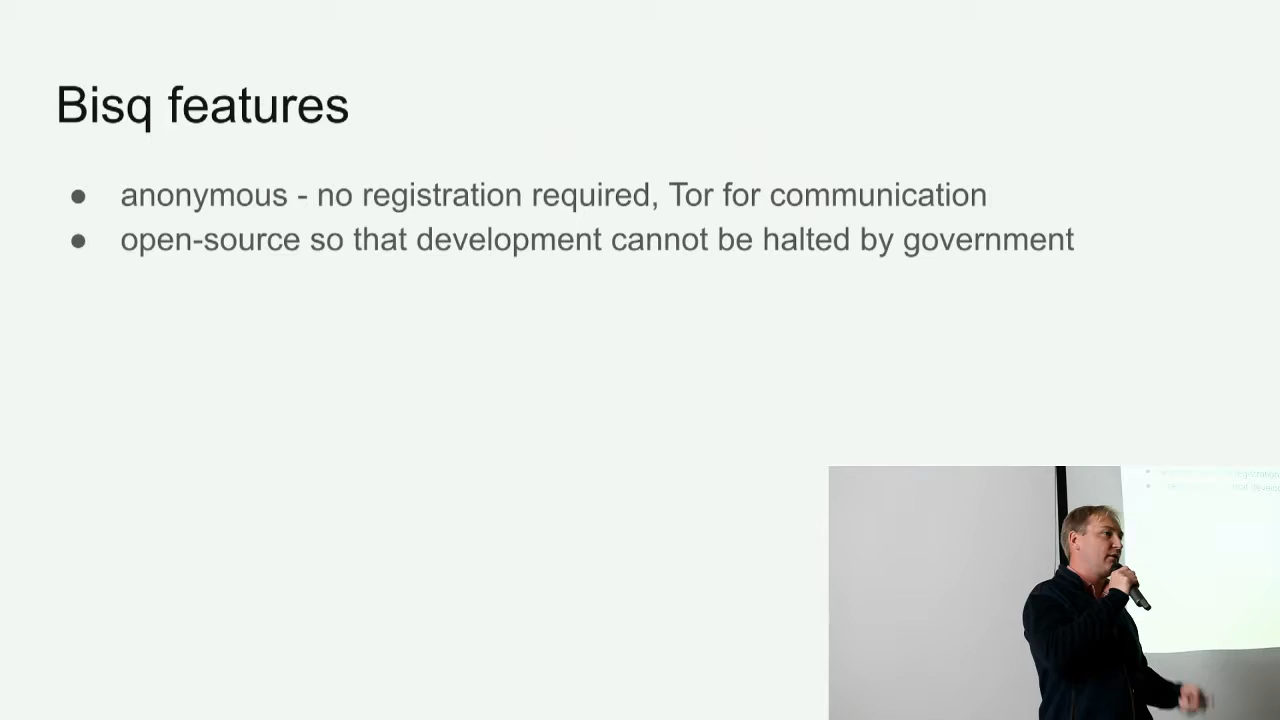 Bisq features
● anonymous - no registration required, Tor for communication
● open-source so that development cannot be halted by government